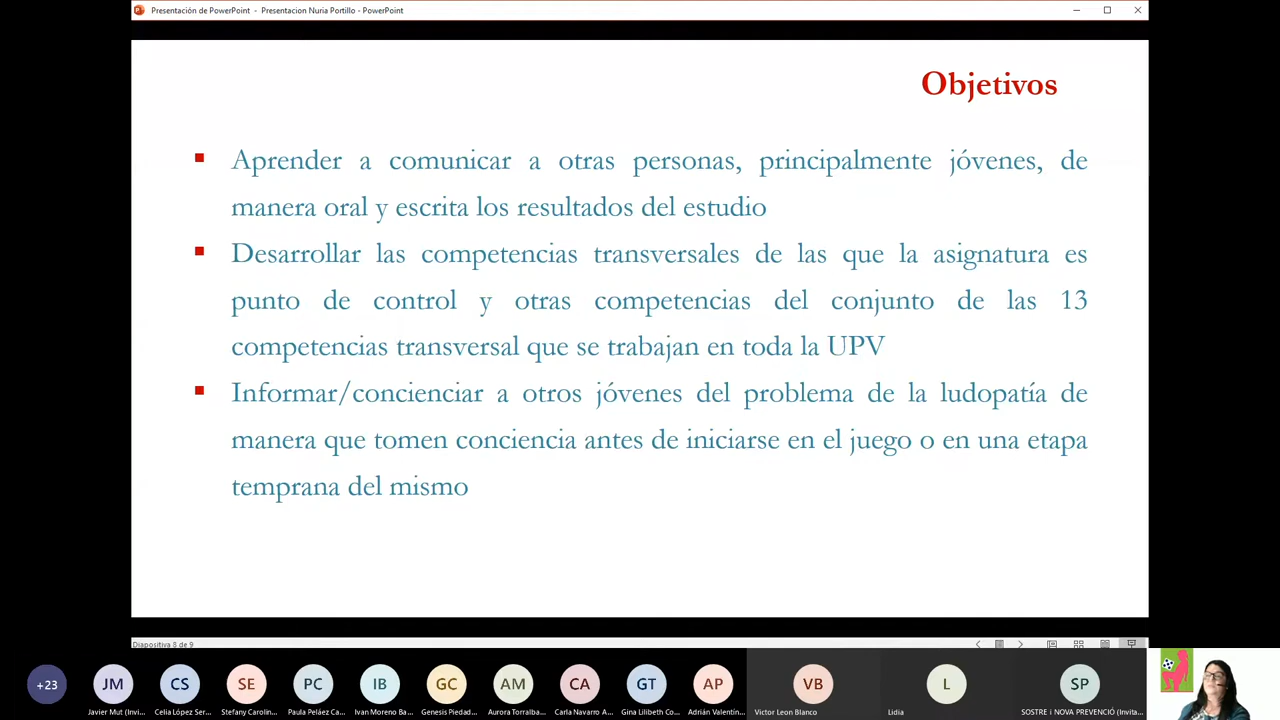 Presentación de PowerPoint - Presentacion Nuria Portillo - PowerPoint
Objetivos
Aprender a comunicar a otras personas, principalmente jóvenes, de
manera oral y escrita los resultados del estudio
Desarrollar las competencias transversales de las que la asignatura es
punto de control y otras competencias del conjunto de las 13
competencias transversal que se trabajan en toda la UPV
Informar/concienciar a otros jóvenes del problema de la ludopatía de
manera que tomen conciencia antes de iniciarse en el juego o en una etapa
temprana del mismo
Diapositiva 8 de 9
+23 JM CS SE PC IB GC AM CA GT AP VB L SP
Javier Mut (Invi... Celia López Ser... Stefany Carolin... Paula Peláez Ca... Ivan Moreno Ba... Genesis Piedad... Aurora Torralba... Carla Navarro A... Gina Lilibeth Co... Adrián Valentín... Victor Leon Blanco Lidia SOSTRE i NOVA PREVENCIÓ (Invita...